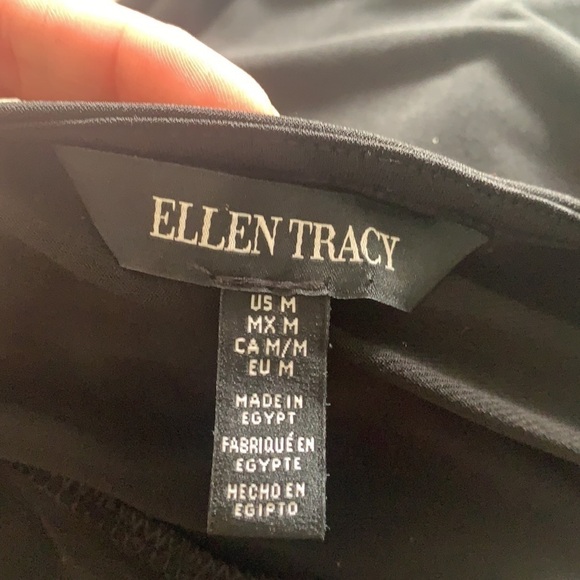 ELLEN TRACY
US M
MX M
CA M/M
EU M
MADE IN
EGYPT
FABRIQUÉ EN
EGYPTE
HECHO EN
EGIPTO